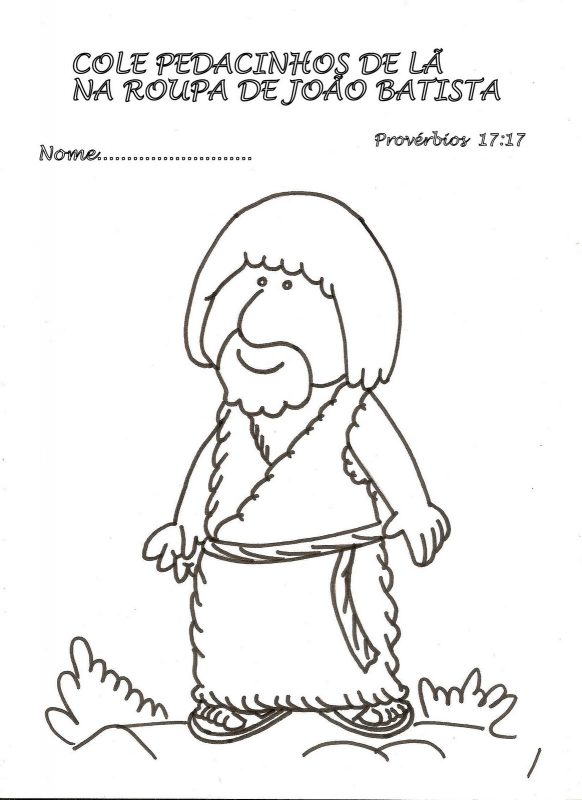 COLE PEDACINHOS DE LÃ
NA ROUPA DE JOÃO BATISTA
Provérbios 17:17
Nome..........................